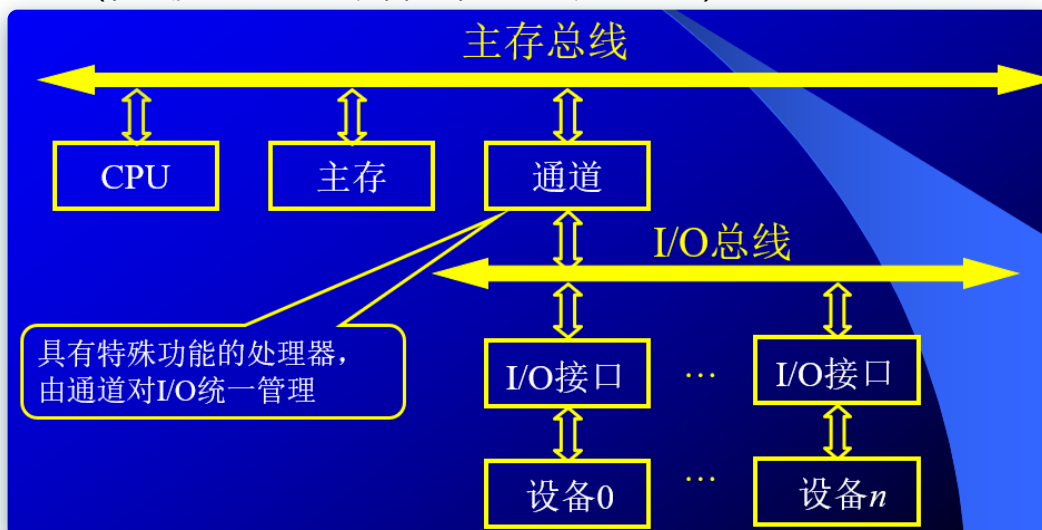 主存总线
CPU
主存
通道
I/O总线
具有特殊功能的处理器，
由通道对I/O统一管理
I/O接口 … I/O接口
设备0 … 设备n